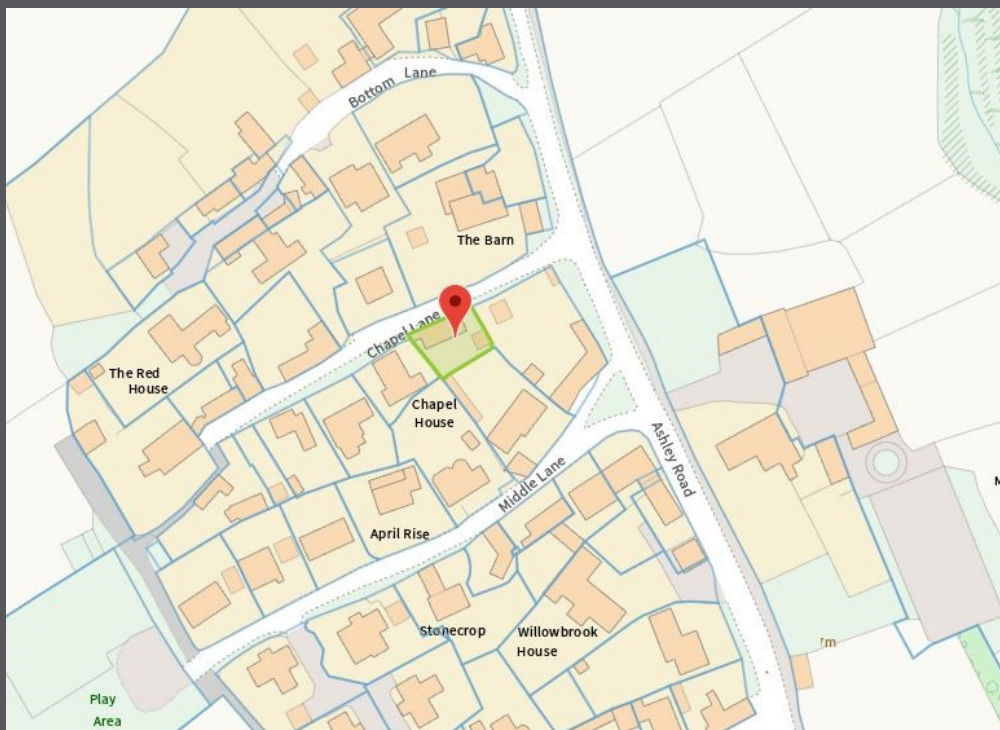 Bottom Lane
The Barn
Chapel Lane
The Red
House
Chapel
House
Ashley Road
Middle Lane
April Rise
Stonecrop
Willowbrook
House
Play
Area